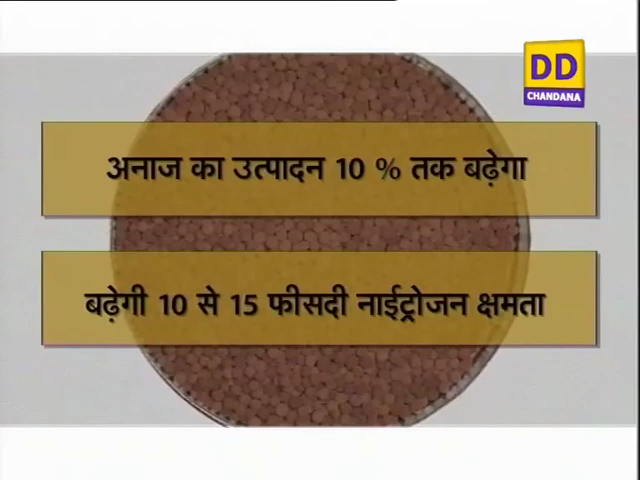 DD
CHANDANA
अनाज का उत्पादन 10 % तक बढ़ेगा
बढ़ेगी 10 से 15 फीसदी नाईट्रोजन क्षमता